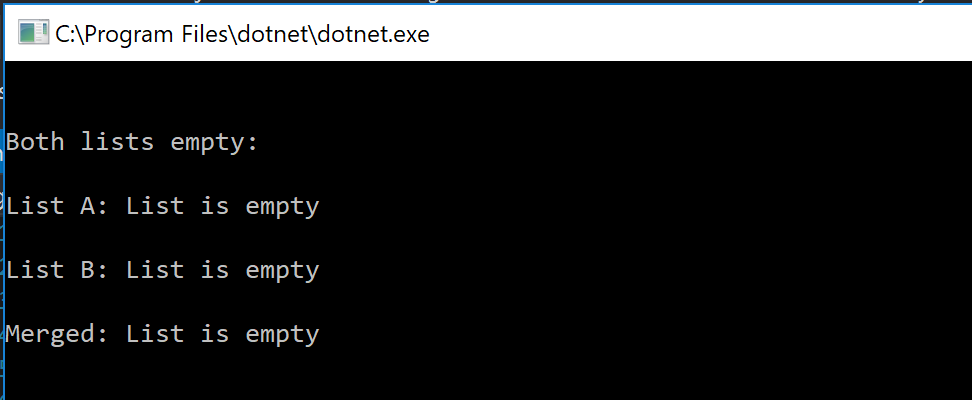 C:\Program Files\dotnet\dotnet.exe
Both lists empty:
List A: List is empty
List B: List is empty
Merged: List is empty